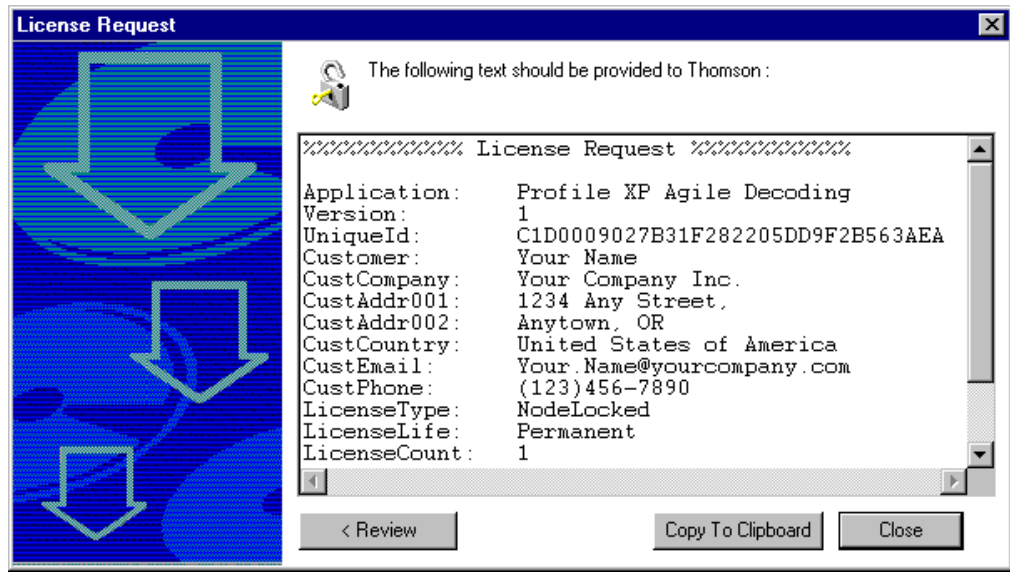 License Request
The following text should be provided to Thomson :
%%%%%%%%%%%%% License Request %%%%%%%%%%%%%
Application: Profile XP Agile Decoding
Version: 1
UniqueId: C1D0009027B31F282205DD9F2B563AEA
Customer: Your Name
CustCompany: Your Company Inc.
CustAddr001: 1234 Any Street,
CustAddr002: Anytown, OR
CustCountry: United States of America
CustEmail: Your.Name@yourcompany.com
CustPhone: (123)456-7890
LicenseType: NodeLocked
LicenseLife: Permanent
LicenseCount: 1
< Review
Copy To Clipboard
Close